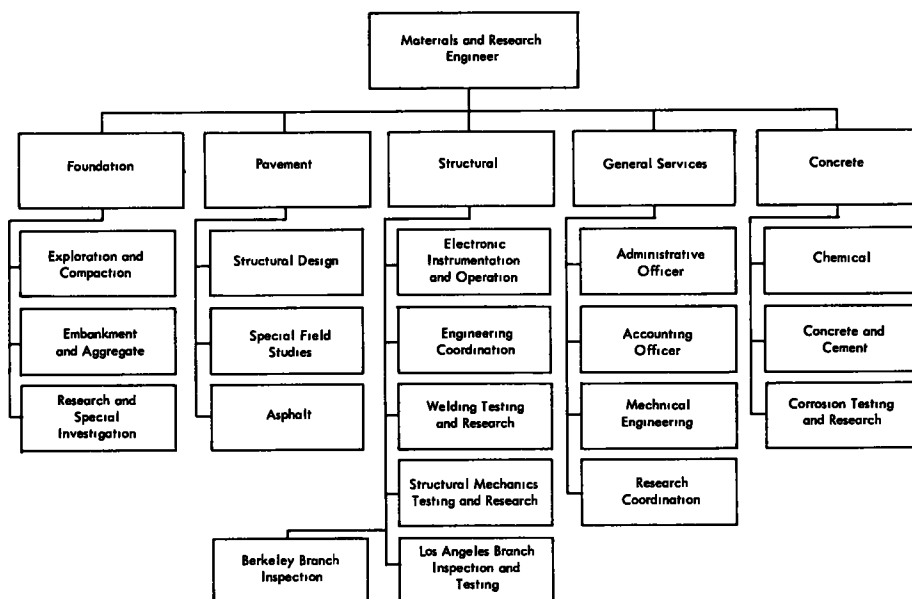 Materials and Research
Engineer
Foundation
Pavement
Structural
General Services
Concrete
Exploration and
Compaction
Structural Design
Electronic
Instrumentation
and Operation
Administrative
Officer
Chemical
Embankment
and Aggregate
Special Field
Studies
Engineering
Coordination
Accounting
Officer
Concrete and
Cement
Research and
Special
Investigation
Asphalt
Welding Testing
and Research
Mechnical
Engineering
Corrosion Testing
and Research
Structural Mechanics
Testing and Research
Research
Coordination
Berkeley Branch
Inspection
Los Angeles Branch
Inspection and
Testing